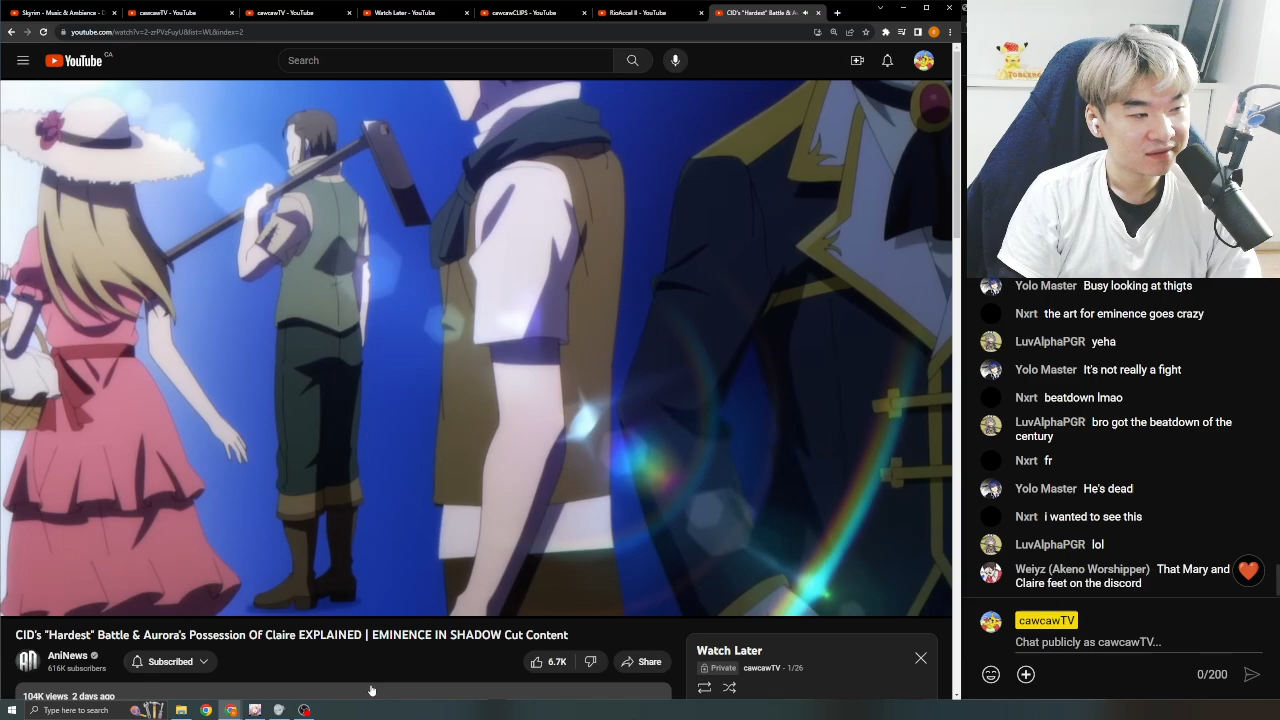 Skyrim - Music & Ambience - D
cawcawTV - YouTube
cawcawTV - YouTube
Watch Later - YouTube
cawcawCLIPS - YouTube
RioAccel II - YouTube
CID's "Hardest" Battle & A
youtube.com/watch?v=2-zrPVzFuyU&list=WL&index=2
YouTube CA
Search
TOBLERO
Yolo Master Busy looking at thigts
Nxrt the art for eminence goes crazy
LuvAlphaPGR yeha
Yolo Master It's not really a fight
Nxrt beatdown lmao
LuvAlphaPGR bro got the beatdown of the
century
Nxrt fr
Yolo Master He's dead
Nxrt i wanted to see this
LuvAlphaPGR lol
Weiyz (Akeno Worshipper) That Mary and
Claire feet on the discord
cawcawTV
Chat publicly as cawcawTV...
0/200
CID's "Hardest" Battle & Aurora's Possession Of Claire EXPLAINED | EMINENCE IN SHADOW Cut Content
AN
AniNews
616K subscribers
Subscribed
6.7K
Share
104K views 2 days ago
Watch Later
Private cawcawTV - 1/26
Type here to search